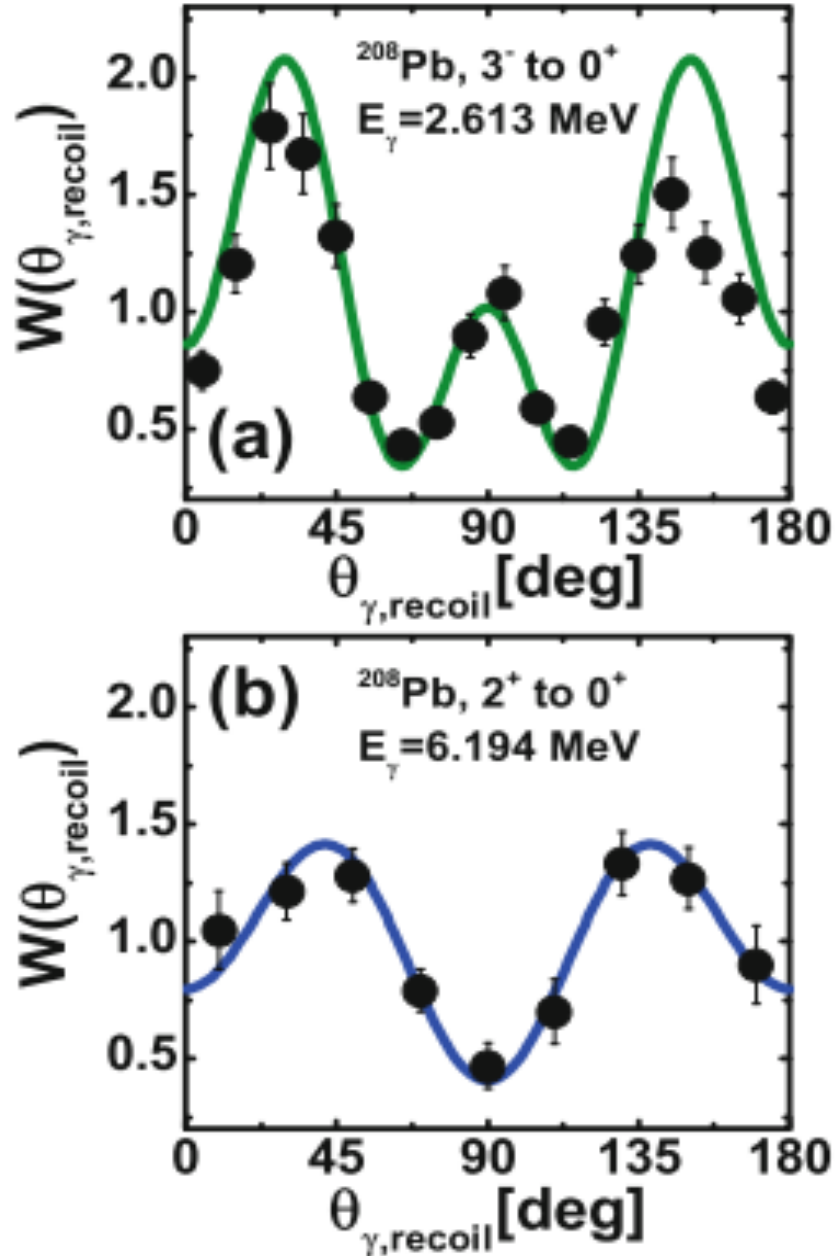 2.0
1.5
1.0
0.5
W(θγ,recoil)
²⁰⁸Pb, 3⁻ to 0⁺
Eγ=2.613 MeV
(a)
0 45 90 135 180
θγ,recoil[deg]
(b)
²⁰⁸Pb, 2⁺ to 0⁺
Eγ=6.194 MeV
2.0
1.5
1.0
0.5
W(θγ,recoil)
0 45 90 135 180
θγ,recoil[deg]